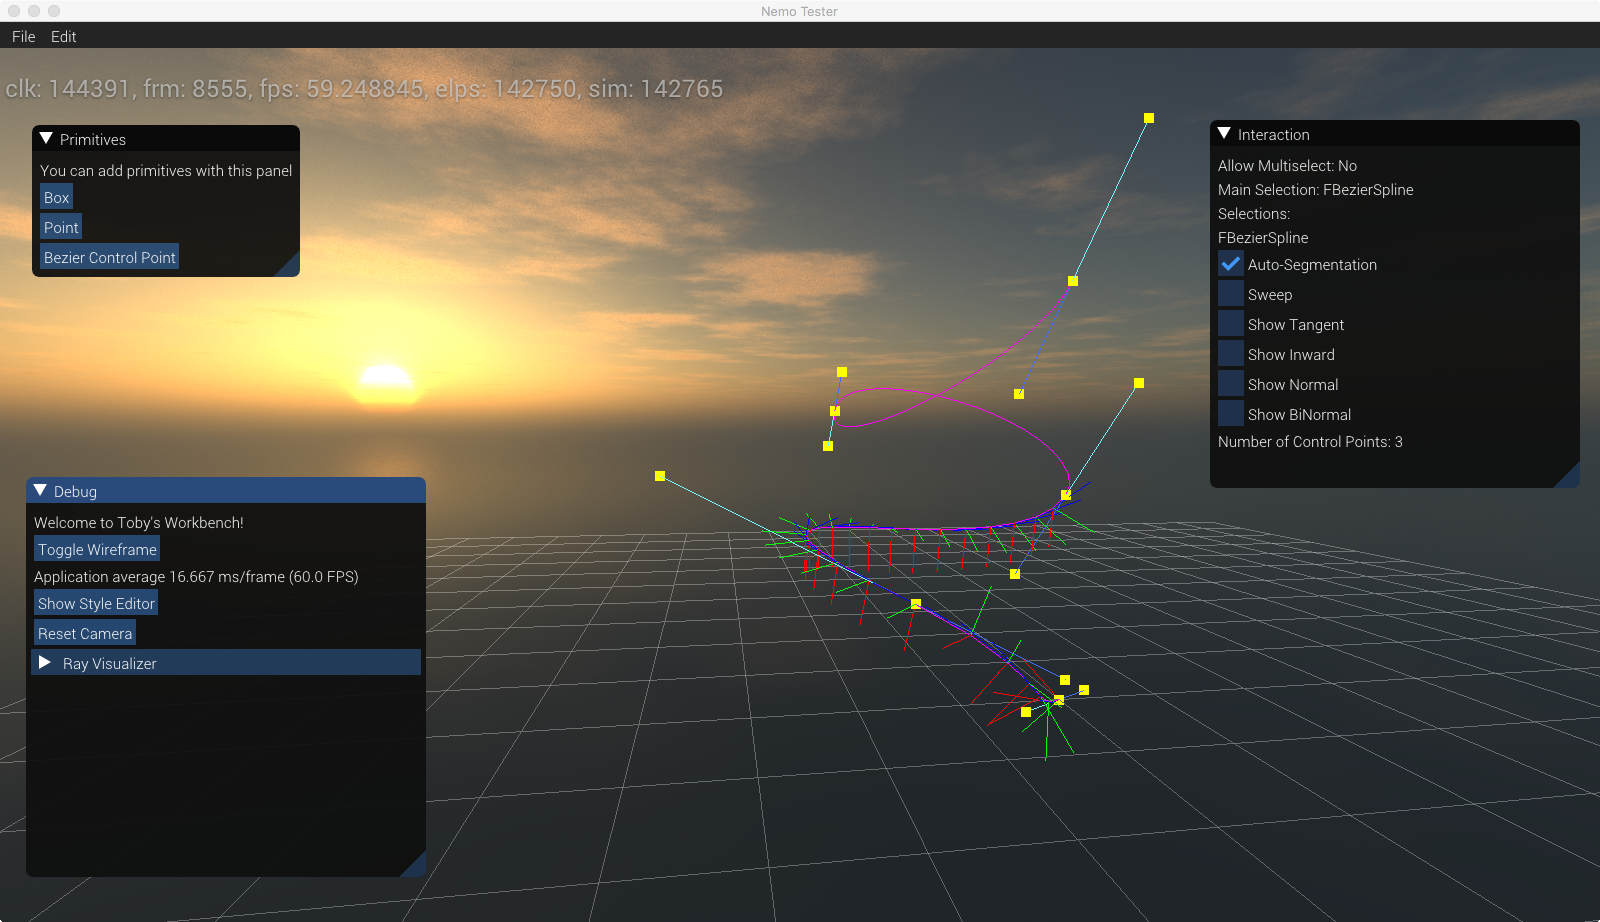 Nemo Tester
File Edit
clk: 144391, frm: 8555, fps: 59.248845, elps: 142750, sim: 142765
Primitives
You can add primitives with this panel
Box
Point
Bezier Control Point
Interaction
Allow Multiselect: No
Main Selection: FBezierSpline
Selections:
FBezierSpline
Auto-Segmentation
Sweep
Show Tangent
Show Inward
Show Normal
Show BiNormal
Number of Control Points: 3
Debug
Welcome to Toby's Workbench!
Toggle Wireframe
Application average 16.667 ms/frame (60.0 FPS)
Show Style Editor
Reset Camera
Ray Visualizer